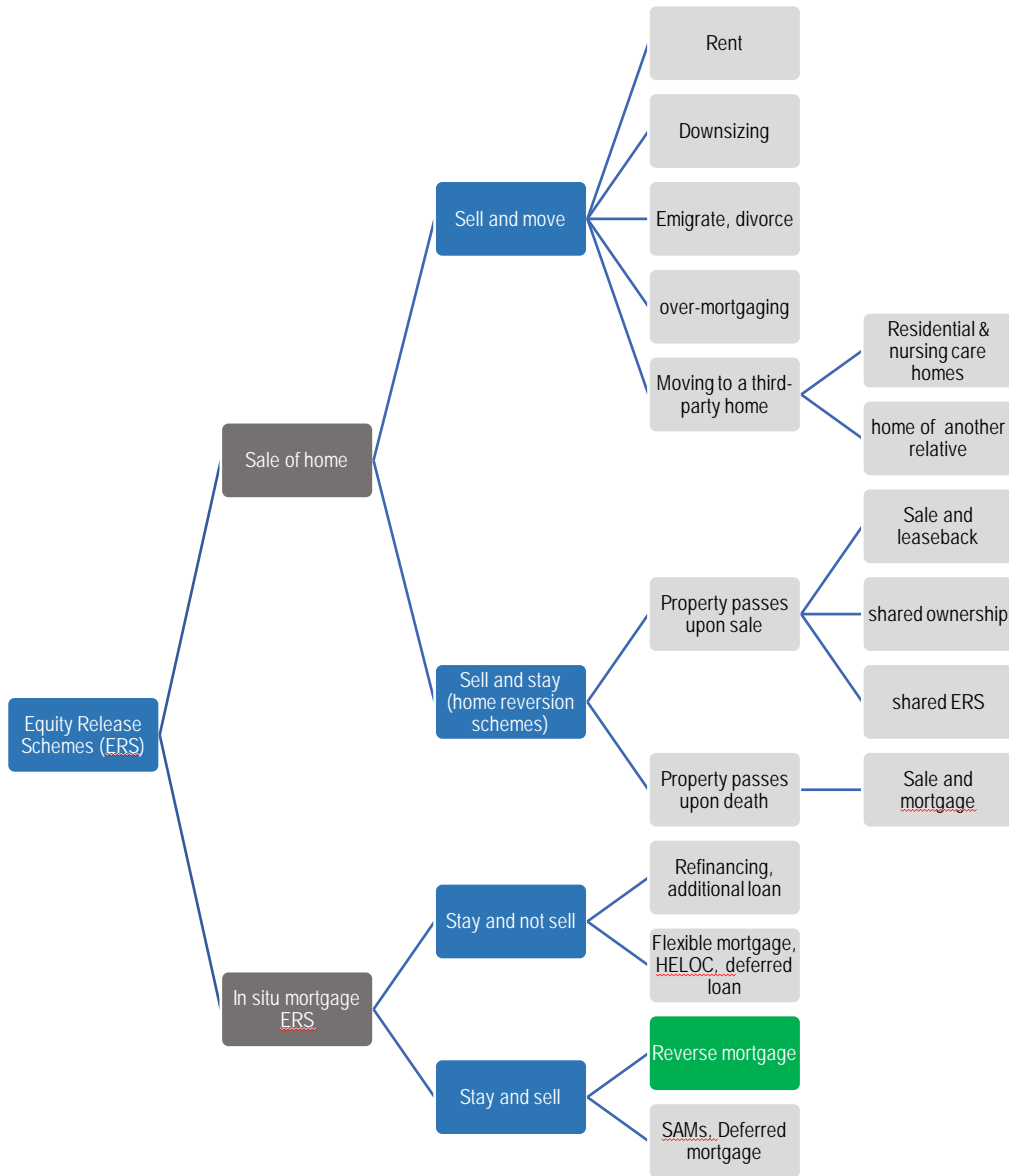 Rent
Downsizing
Sell and move
Emigrate, divorce
over-mortgaging
Residential &
nursing care
homes
Moving to a third-
party home
home of another
relative
Sale of home
Sale and
leaseback
Property passes
upon sale
shared ownership
Sell and stay
(home reversion
schemes)
shared ERS
Equity Release
Schemes (ERS)
Property passes
upon death
Sale and
mortgage
Refinancing,
additional loan
Stay and not sell
Flexible mortgage,
HELOC, deferred
loan
In situ mortgage
ERS
Reverse mortgage
Stay and sell
SAMs, Deferred
mortgage